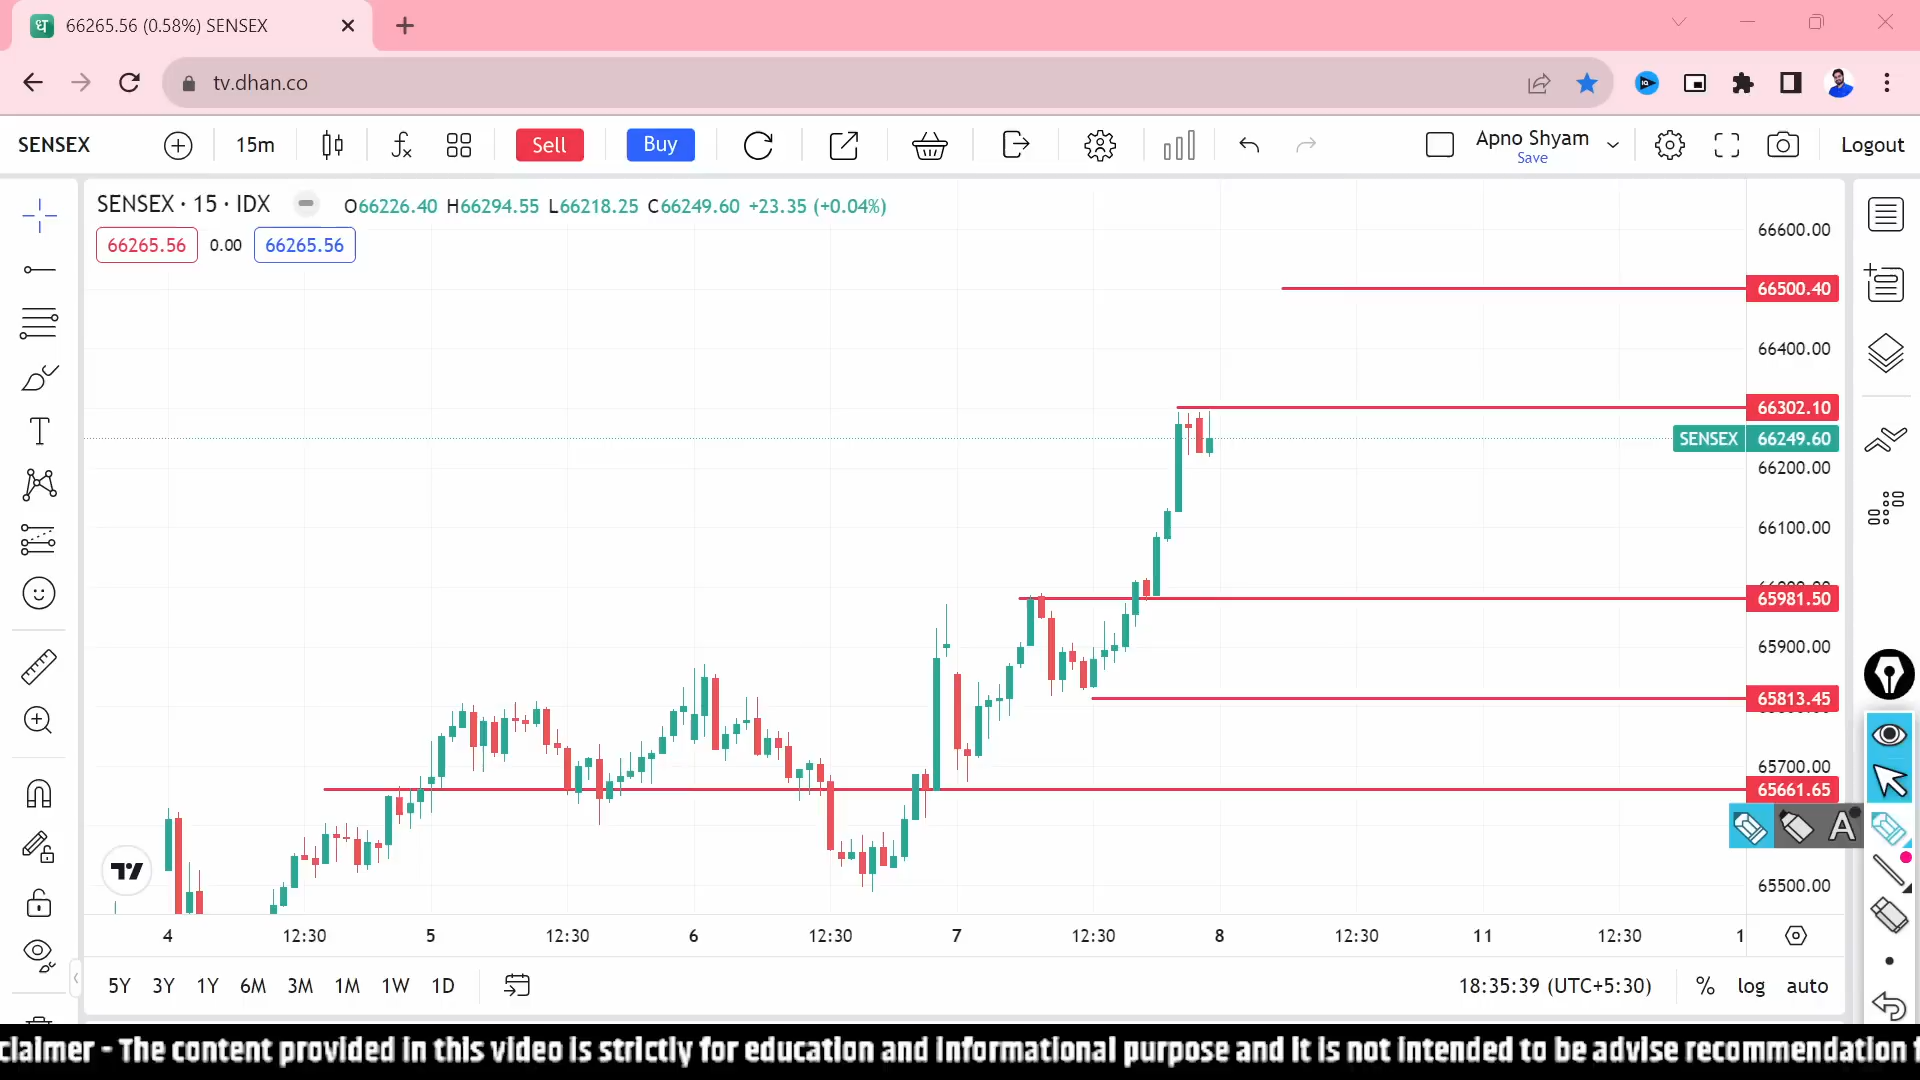 66265.56 (0.58%) SENSEX
tv.dhan.co
SENSEX 15m Sell Buy Apno Shyam Save Logout
SENSEX · 15 · IDX O66226.40 H66294.55 L66218.25 C66249.60 +23.35 (+0.04%)
66265.56 0.00 66265.56
66600.00
66500.40
66400.00
66302.10
SENSEX 66249.60
66200.00
66100.00
65981.50
65900.00
65813.45
65700.00
65661.65
A
65500.00
4 12:30 5 12:30 6 12:30 7 12:30 8 12:30 11 12:30 1
5Y 3Y 1Y 6M 3M 1M 1W 1D 18:35:39 (UTC+5:30) % log auto
claimer - The content provided in this video is strictly for education and informational purpose and it is not intended to be advise recommendation